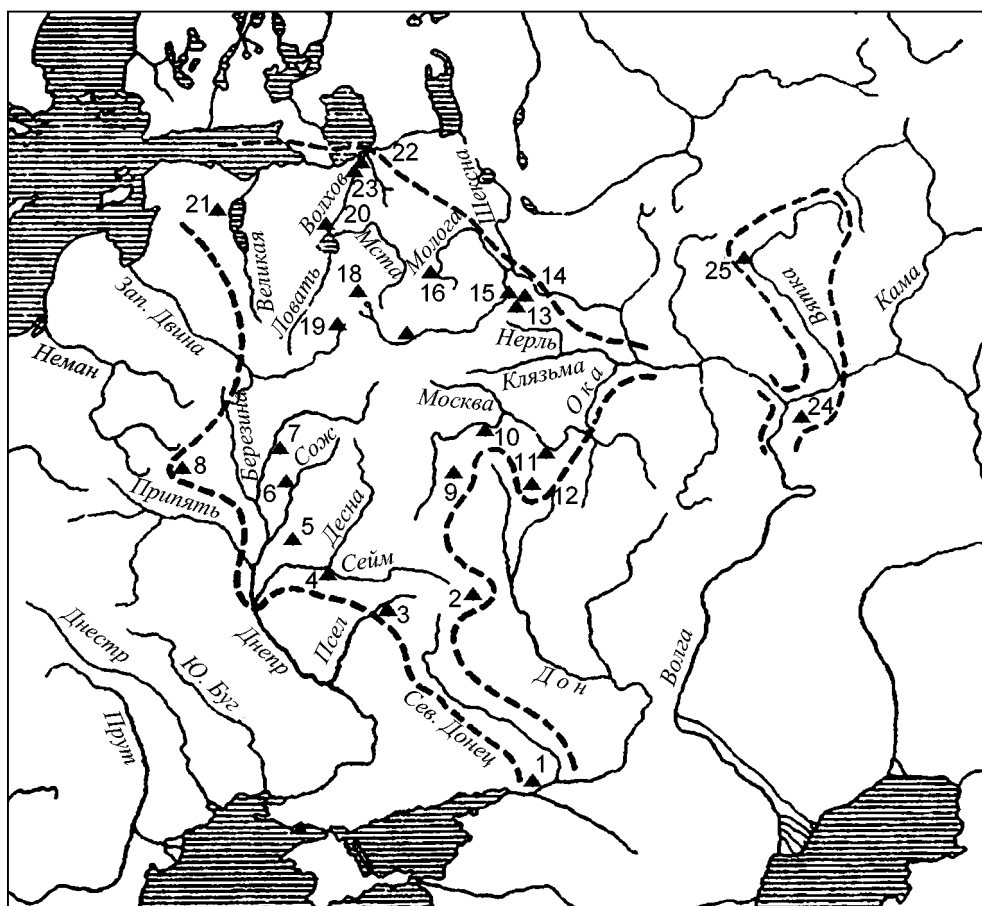 22
23
Волхов
Шексна
21
20
Мста
Молога
Великая
Ловать
18
16
15
14
13
25
Вятка
Кама
Зап. Двина
19
Нерль
Неман
Клязьма
Ока
Москва
24
Березина
7
Сож
10
8
6
9
11
12
Припять
Десна
5
Сейм
4
2
3
Днестр
Днепр
Псел
Ю. Буг
Дон
Волга
Прут
Сев. Донец
1